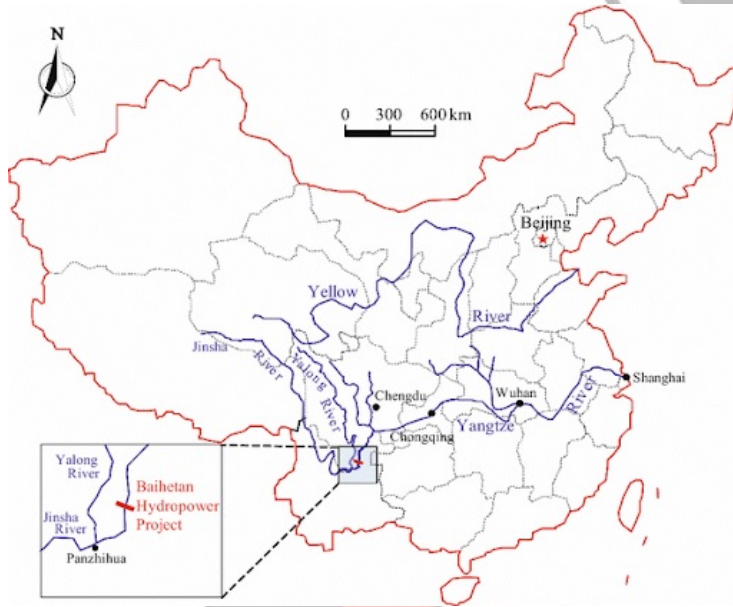 N
0 300 600 km
Beijing
Yellow
River
Jinsha
River
Yalong
River
Chengdu
Chongqing
Wuhan
Yangtze
River
Shanghai
Yalong
River
Jinsha
River
Panzhihua
Baihetan
Hydropower
Project